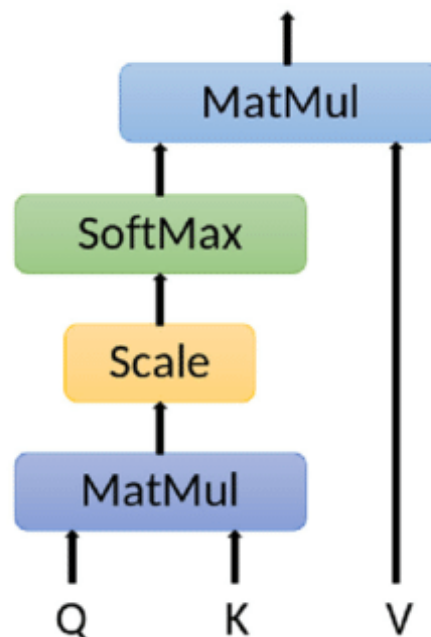 MatMul
SoftMax
Scale
MatMul
Q K V